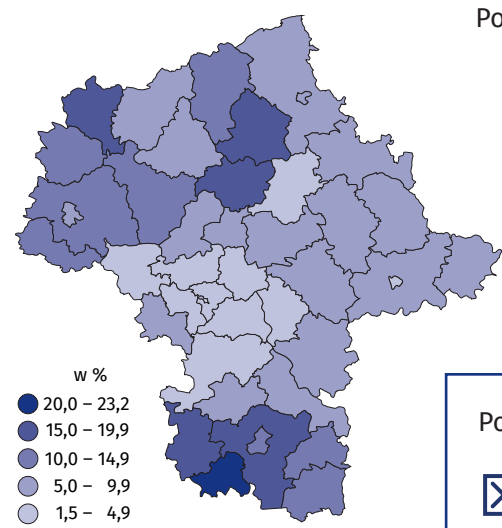 Po
w %
20,0 – 23,2
15,0 – 19,9
10,0 – 14,9
5,0 – 9,9
1,5 – 4,9
Po